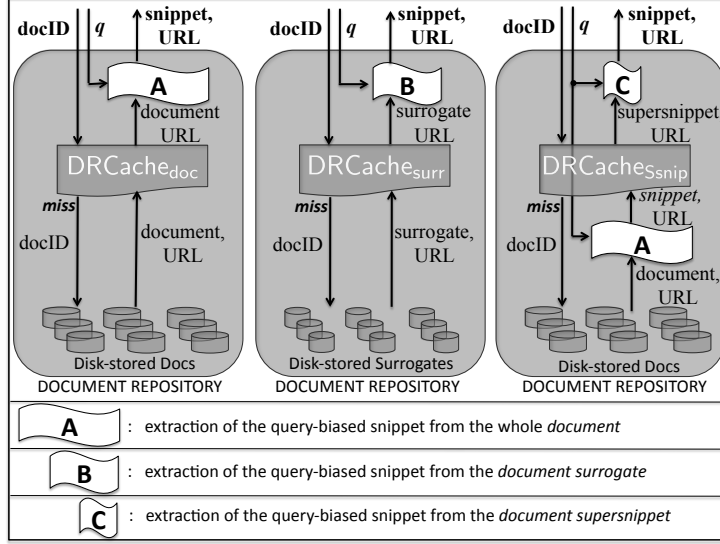 docID q snippet, URL
A
document URL
DRCache_doc
miss
docID
document, URL
Disk-stored Docs
DOCUMENT REPOSITORY
docID q snippet, URL
B
surrogate URL
DRCache_surr
miss
docID
surrogate, URL
Disk-stored Surrogates
DOCUMENT REPOSITORY
docID q snippet, URL
C
supersnippet URL
DRCache_Ssnip
miss
snippet, URL
docID
A
document, URL
Disk-stored Docs
DOCUMENT REPOSITORY
A : extraction of the query-biased snippet from the whole document
B : extraction of the query-biased snippet from the document surrogate
C : extraction of the query-biased snippet from the document supersnippet